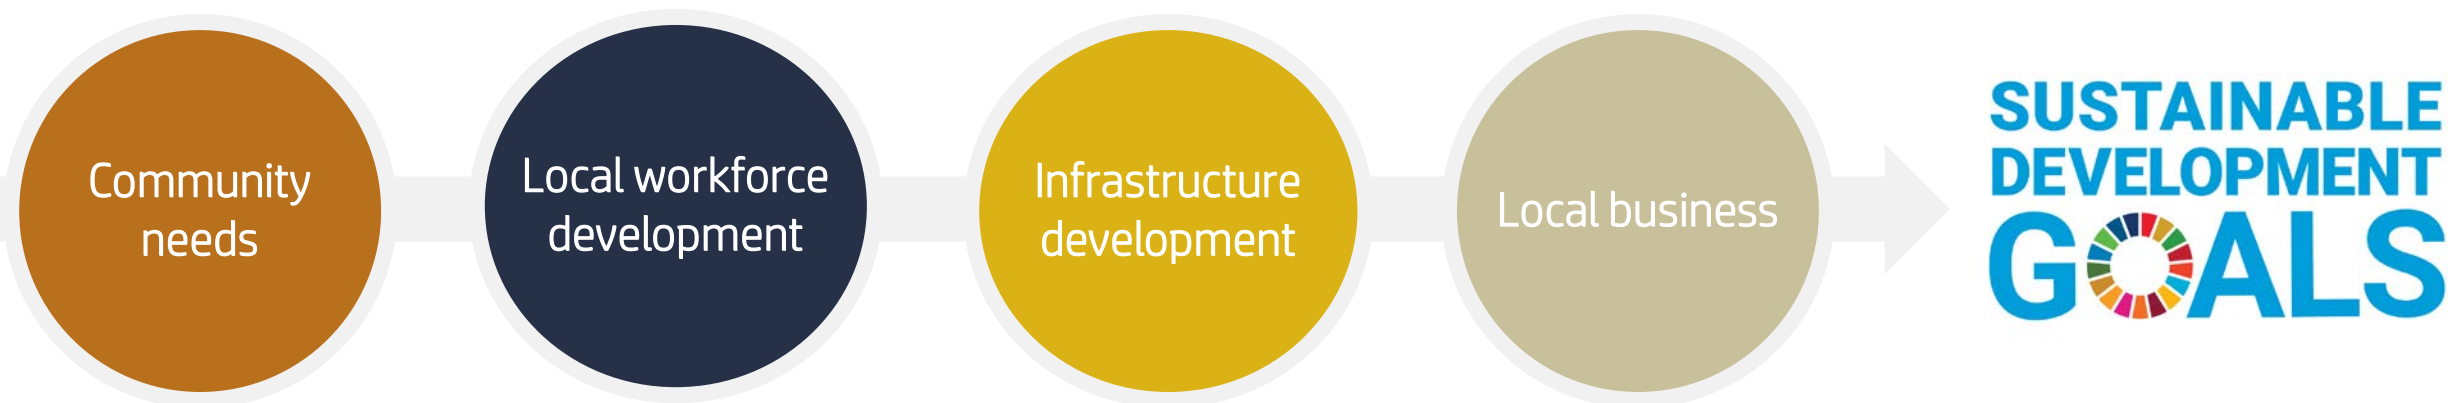 Community
needs
Local workforce
development
Infrastructure
development
Local business
SUSTAINABLE
DEVELOPMENT
GOALS